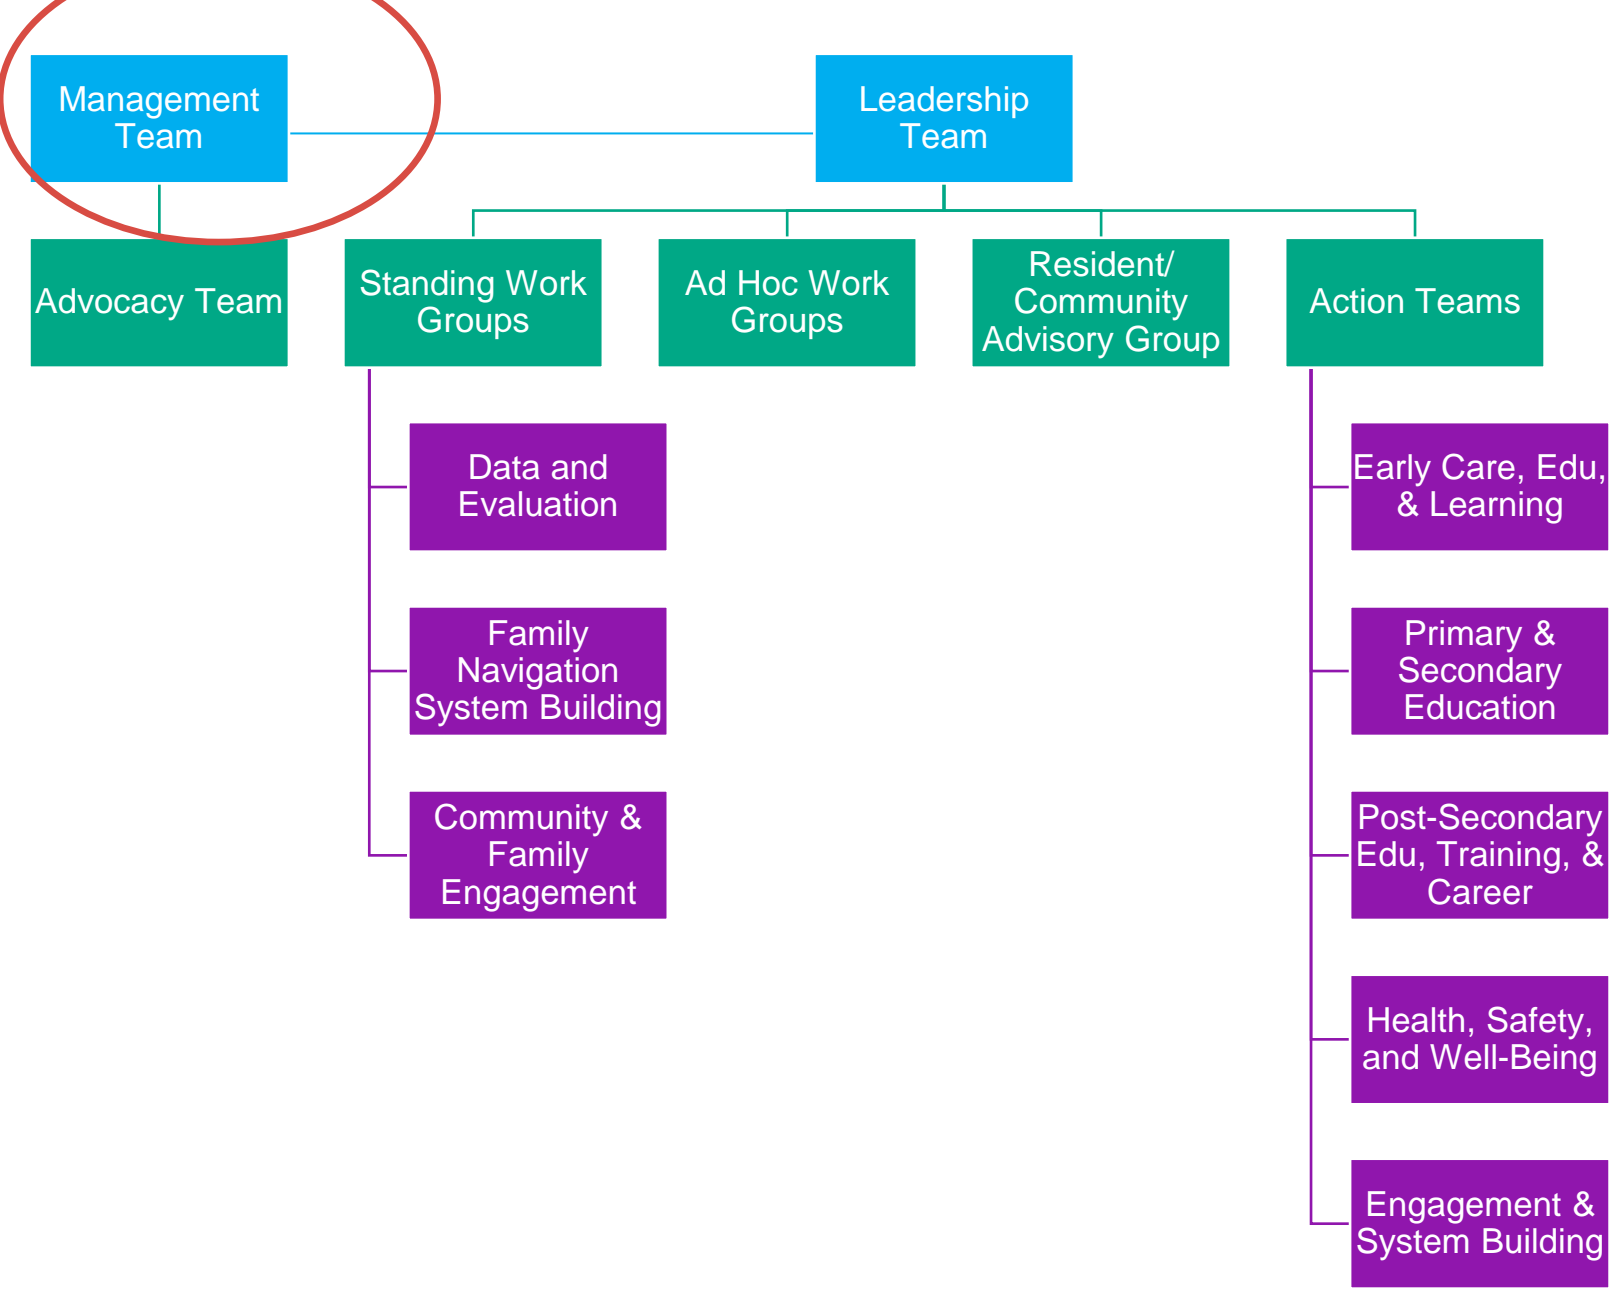 Management
Team
Leadership
Team
Advocacy Team
Standing Work
Groups
Ad Hoc Work
Groups
Resident/
Community
Advisory Group
Action Teams
Data and
Evaluation
Family
Navigation
System Building
Community &
Family
Engagement
Early Care, Edu,
& Learning
Primary &
Secondary
Education
Post-Secondary
Edu, Training, &
Career
Health, Safety,
and Well-Being
Engagement &
System Building